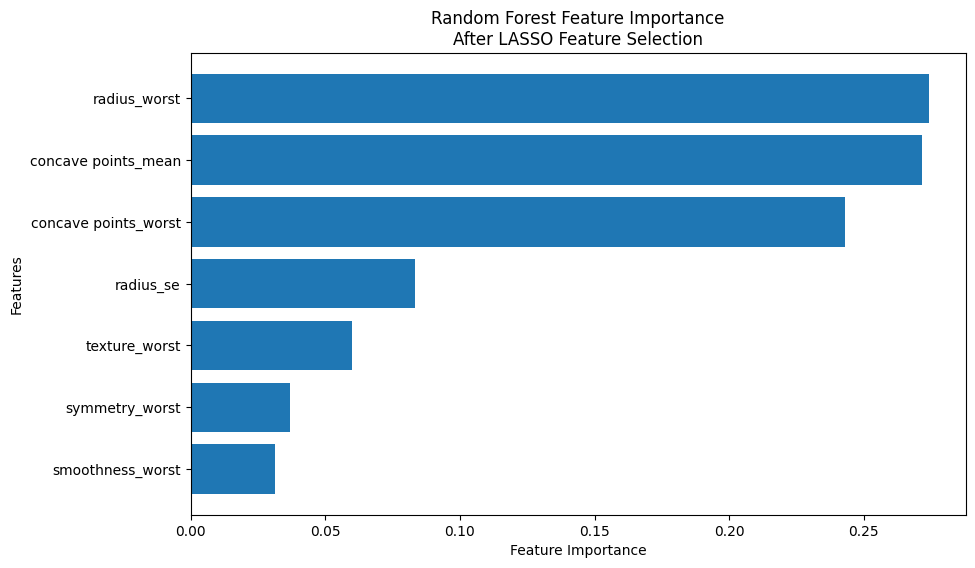 Random Forest Feature Importance
After LASSO Feature Selection
Features
radius_worst
concave points_mean
concave points_worst
radius_se
texture_worst
symmetry_worst
smoothness_worst
0.00 0.05 0.10 0.15 0.20 0.25
Feature Importance